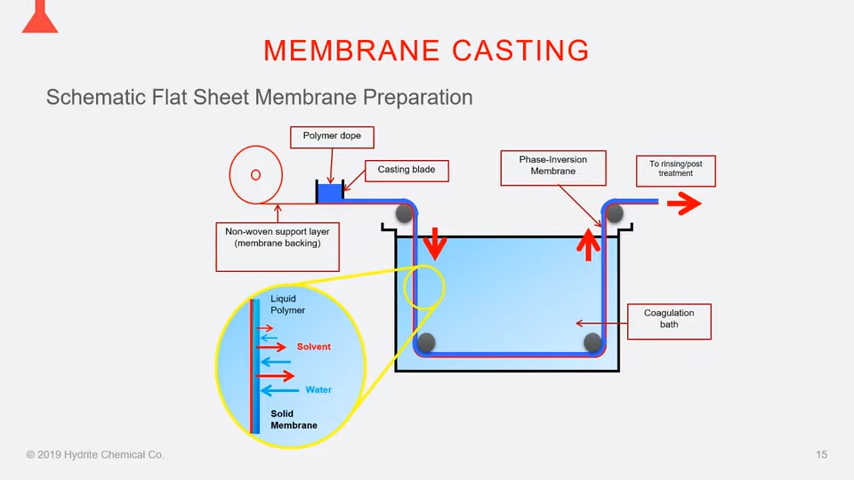 MEMBRANE CASTING
Schematic Flat Sheet Membrane Preparation
Polymer dope
Casting blade
Phase-Inversion
Membrane
To rinsing/post
treatment
Non-woven support layer
(membrane backing)
Liquid
Polymer
Solvent
Water
Solid
Membrane
Coagulation
bath
© 2019 Hydrite Chemical Co.
15